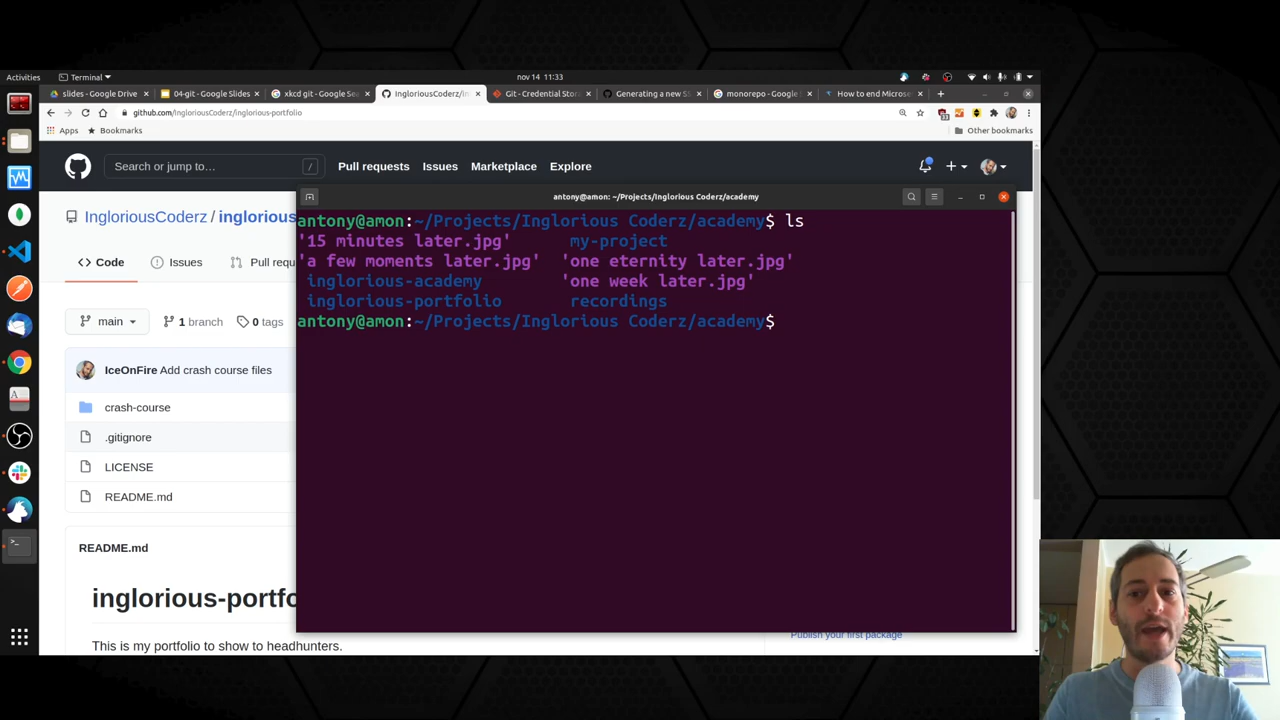 Activities
Terminal
nov 14 11:33
slides - Google Drive
04-git - Google Slides
xkcd git - Google Sea
IngloriousCoderz/in
Git - Credential Stora
Generating a new SS
monorepo - Google S
How to end Microso
github.com/IngloriousCoderz/inglorious-portfolio
Apps
Bookmarks
Other bookmarks
Search or jump to…
/
Pull requests
Issues
Marketplace
Explore
antony@amon: ~/Projects/Inglorious Coderz/academy
IngloriousCoderz / inglorious
Code
Issues
Pull requ
main
1 branch
0 tags
IceOnFire Add crash course files
crash-course
.gitignore
LICENSE
README.md
README.md
inglorious-portfo
This is my portfolio to show to headhunters.
Publish your first package
antony@amon:~/Projects/Inglorious Coderz/academy$ ls
'15 minutes later.jpg' my-project
'a few moments later.jpg' 'one eternity later.jpg'
inglorious-academy 'one week later.jpg'
inglorious-portfolio recordings
antony@amon:~/Projects/Inglorious Coderz/academy$